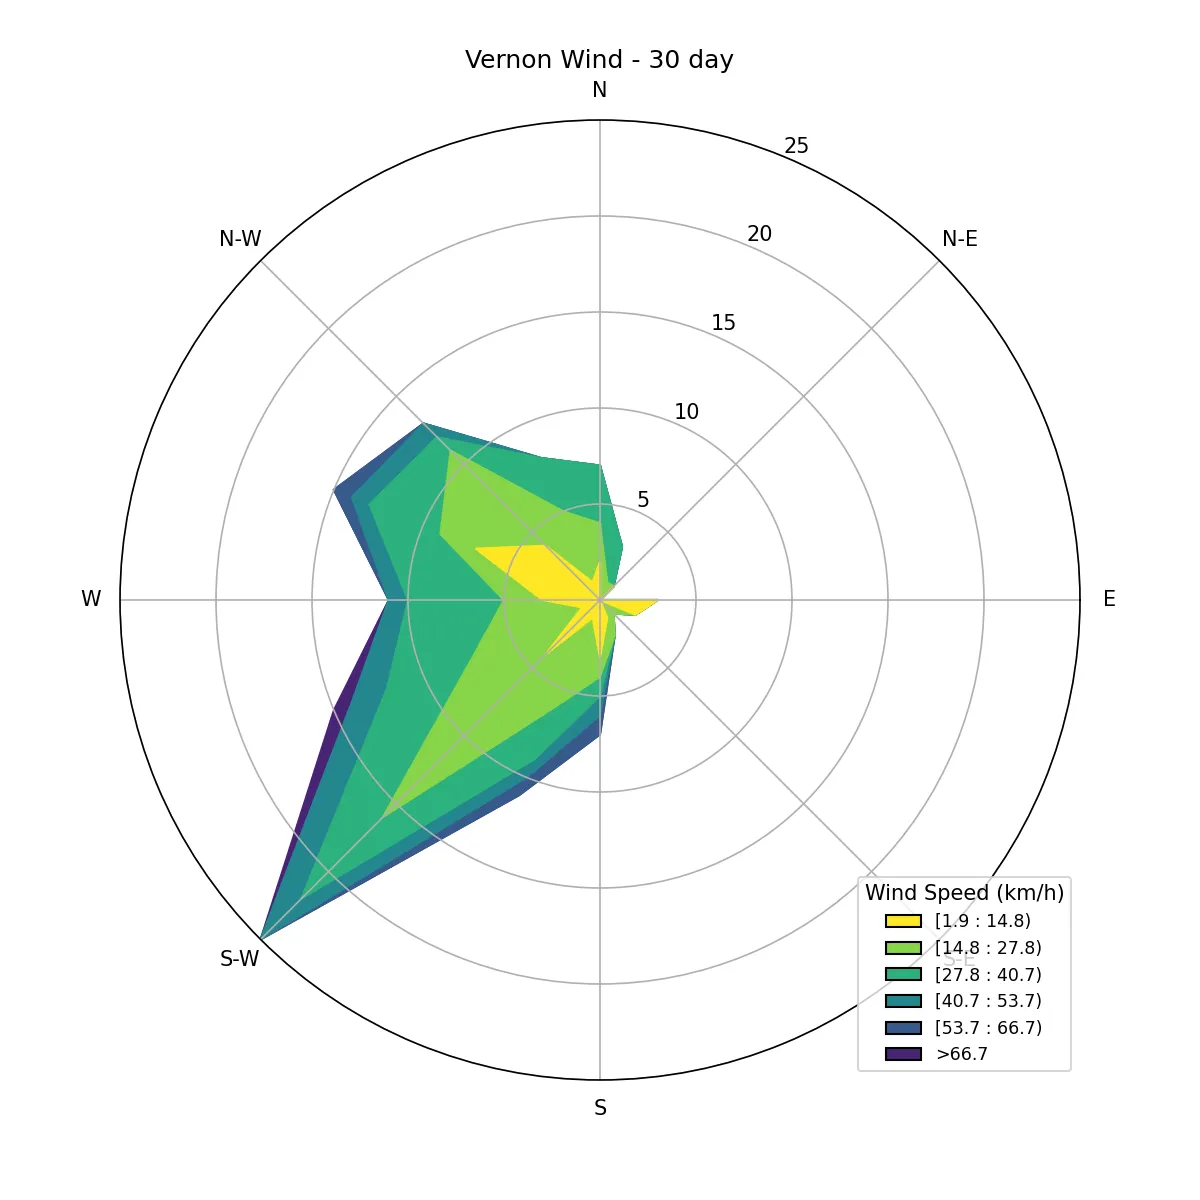 Vernon Wind - 30 day
N
25
N-W
20
N-E
15
10
5
W
E
S-W
S-E
S
Wind Speed (km/h)
[1.9 : 14.8)
[14.8 : 27.8)
[27.8 : 40.7)
[40.7 : 53.7)
[53.7 : 66.7)
>66.7